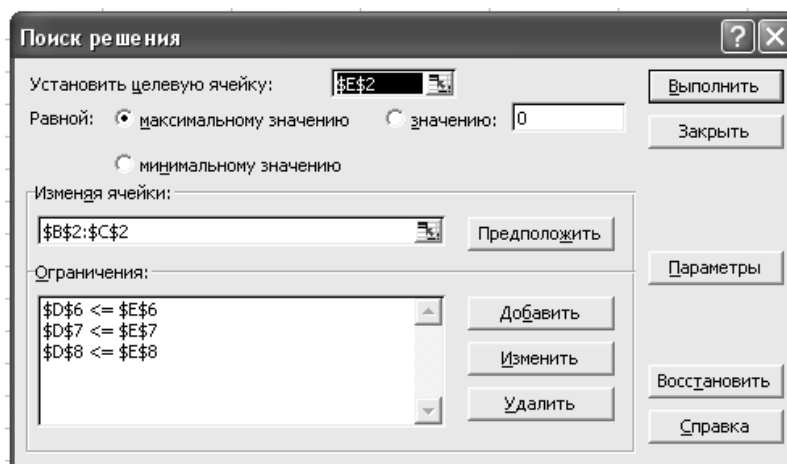 Поиск решения
Установить целевую ячейку: $E$2
Выполнить
Равной: максимальному значению значению: 0
Закрыть
минимальному значению
Изменяя ячейки:
$B$2:$C$2
Предположить
Ограничения:
Параметры
$D$6 <= $E$6
$D$7 <= $E$7
$D$8 <= $E$8
Добавить
Изменить
Удалить
Восстановить
Справка